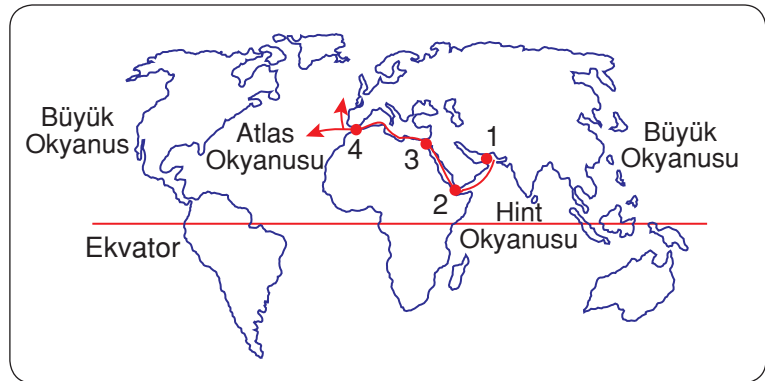 Büyük
Okyanus
Atlas
Okyanusu
4
3
1
2
Büyük
Okyanusu
Hint
Okyanusu
Ekvator